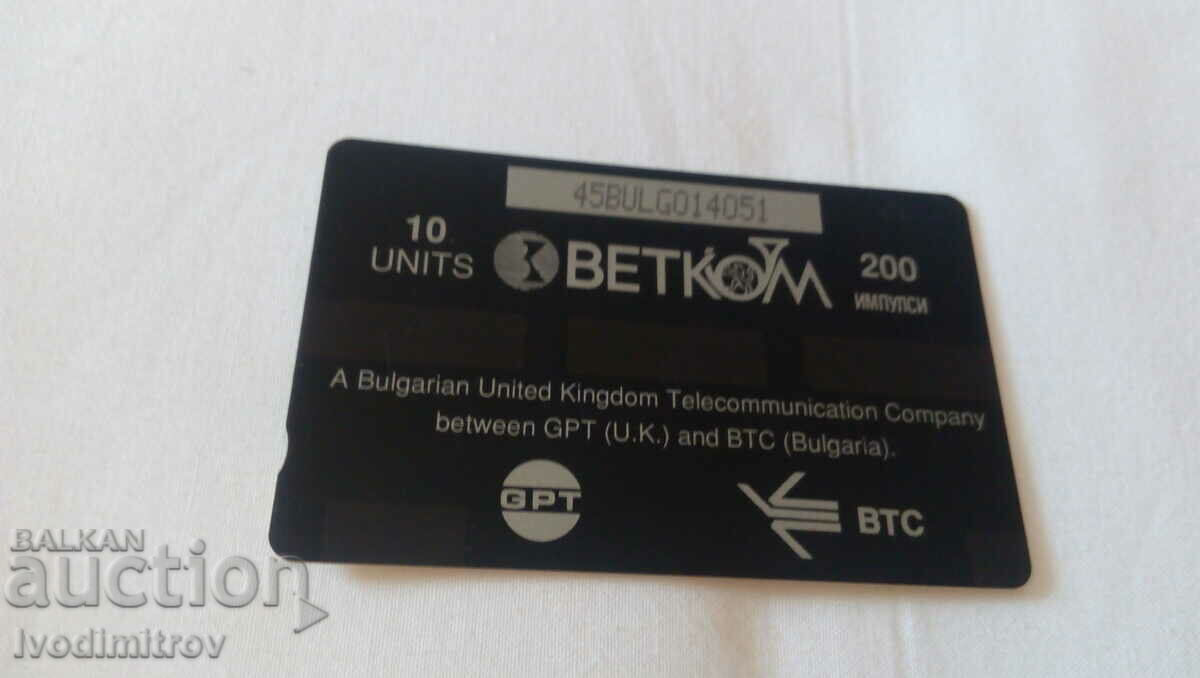 45BULG014051
10
UNITS
BETKOM
200
ИМПУЛСИ
A Bulgarian United Kingdom Telecommunication Company
between GPT (U.K.) and BTC (Bulgaria).
GPT
BTC
BALKAN
auction
Ivodimitrov